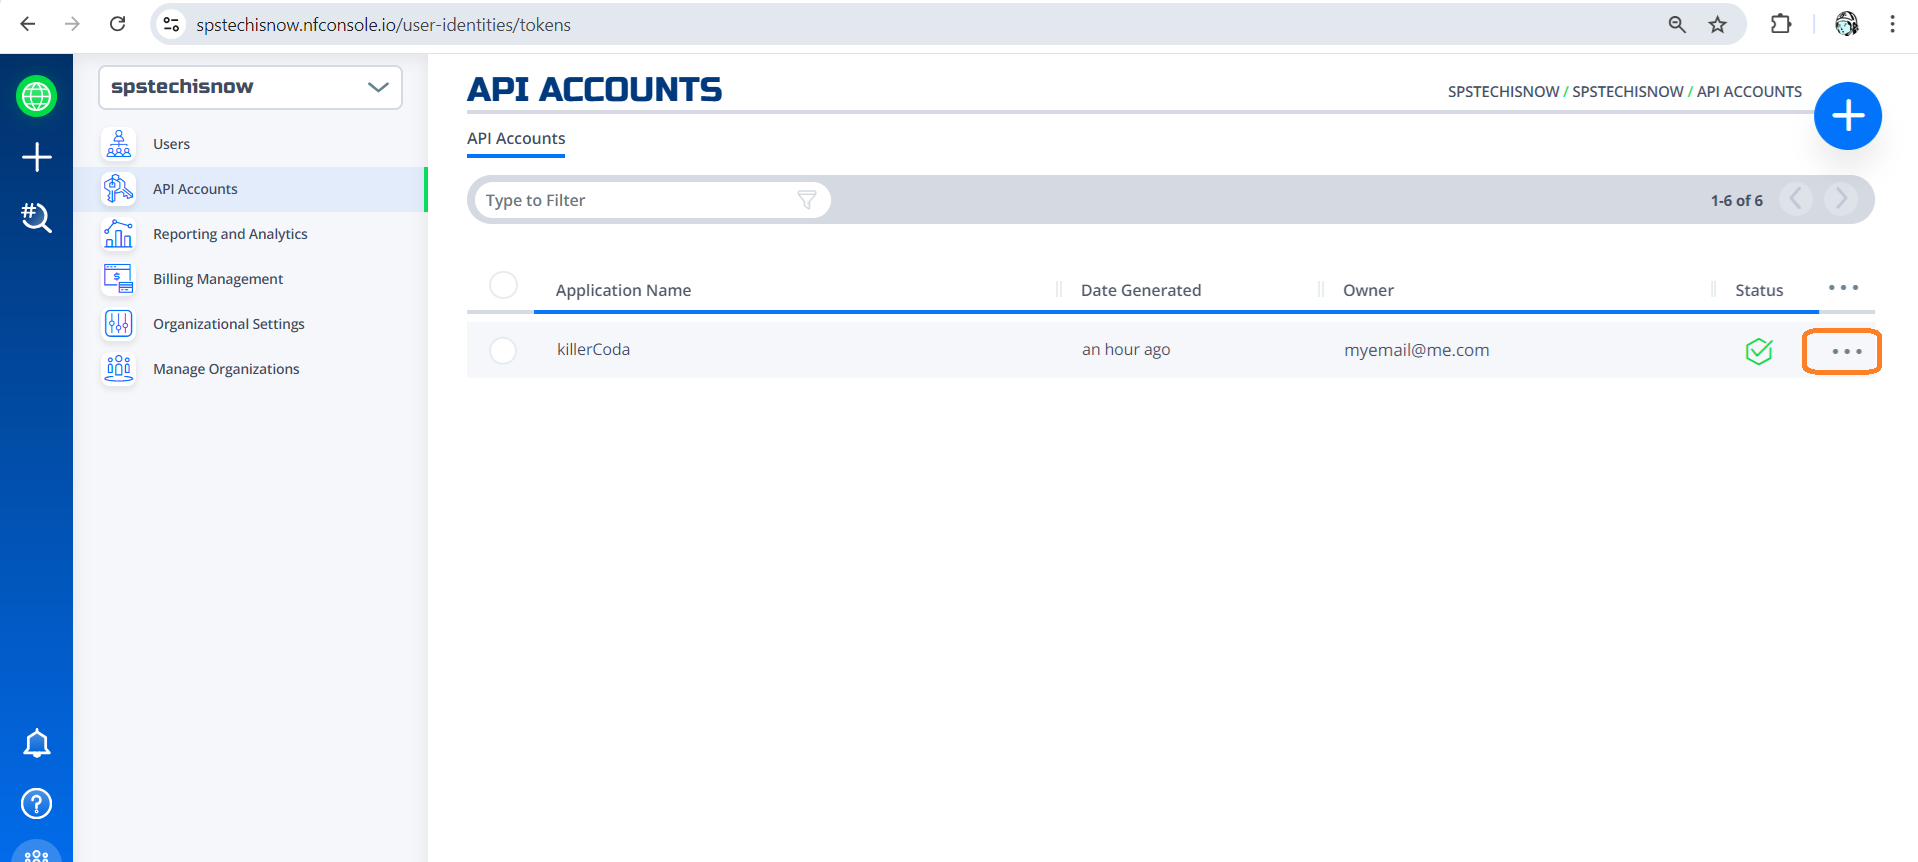 spstechisnow.nfconsole.io/user-identities/tokens
spstechisnow
Users
API Accounts
Reporting and Analytics
Billing Management
Organizational Settings
Manage Organizations
API ACCOUNTS
SPSTECHISNOW / SPSTECHISNOW / API ACCOUNTS
API Accounts
Type to Filter
1-6 of 6
Application Name Date Generated Owner Status
killerCoda an hour ago myemail@me.com